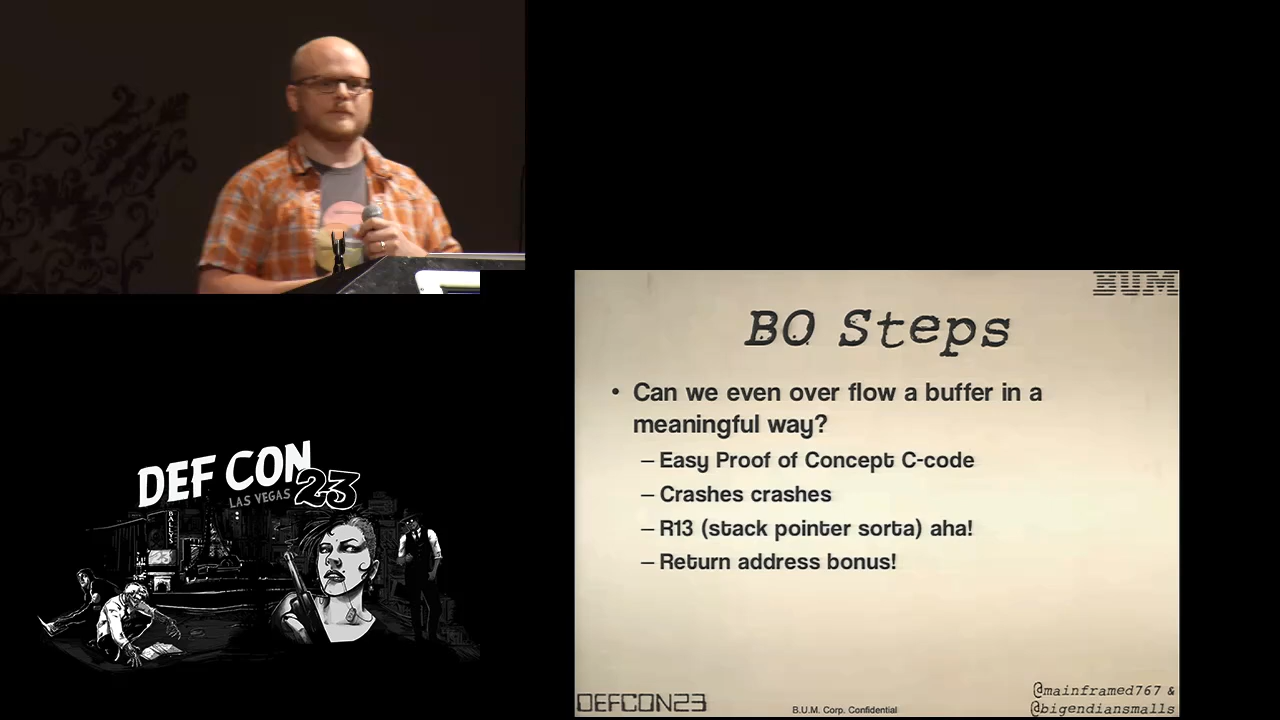 BUM
BO Steps
• Can we even over flow a buffer in a
meaningful way?
– Easy Proof of Concept C-code
– Crashes crashes
– R13 (stack pointer sorta) aha!
– Return address bonus!
DEFCON23
B.U.M. Corp. Confidential
@mainframed767 &
@bigendiansmalls
DEF CON
LAS VEGAS 23
BALLYS